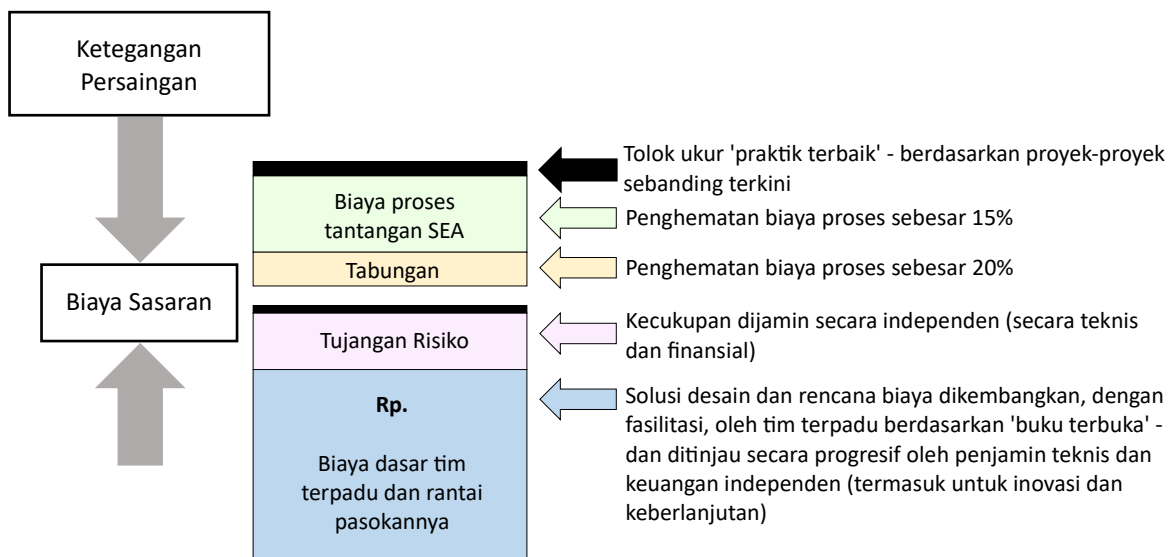 Ketegangan
Persaingan
Tolok ukur 'praktik terbaik' - berdasarkan proyek-proyek
sebanding terkini
Biaya proses
tantangan SEA
Penghematan biaya proses sebesar 15%
Tabungan
Penghematan biaya proses sebesar 20%
Biaya Sasaran
Tujangan Risiko
Kecukupan dijamin secara independen (secara teknis
dan finansial)
Rp.
Biaya dasar tim
terpadu dan rantai
pasokannya
Solusi desain dan rencana biaya dikembangkan, dengan
fasilitasi, oleh tim terpadu berdasarkan 'buku terbuka' -
dan ditinjau secara progresif oleh penjamin teknis dan
keuangan independen (termasuk untuk inovasi dan
keberlanjutan)